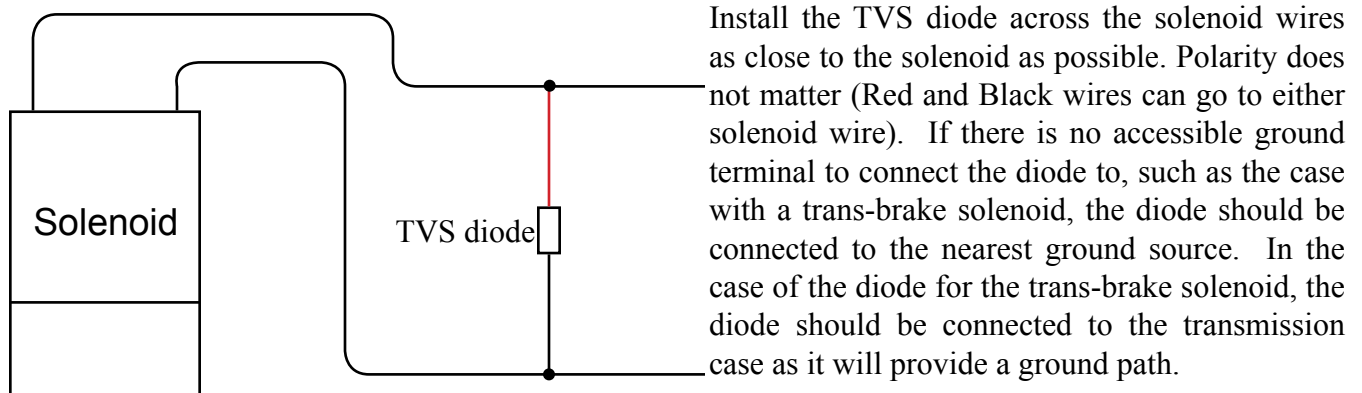 Solenoid
TVS diode
Install the TVS diode across the solenoid wires
as close to the solenoid as possible. Polarity does
not matter (Red and Black wires can go to either
solenoid wire).  If there is no accessible ground
terminal to connect the diode to, such as the case
with a trans-brake solenoid, the diode should be
connected to the nearest ground source.  In the
case of the diode for the trans-brake solenoid, the
diode should be connected to the transmission
case as it will provide a ground path.